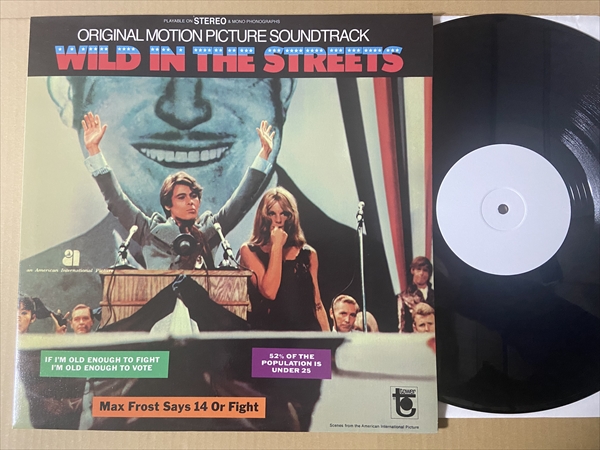 PLAYABLE ON STEREO & MONO PHONOGRAPHS
ORIGINAL MOTION PICTURE SOUNDTRACK
WILD IN THE STREETS
an American International Picture
IF I'M OLD ENOUGH TO FIGHT
I'M OLD ENOUGH TO VOTE
52% OF THE
POPULATION IS
UNDER 25
Max Frost Says 14 Or Fight
tower
Scenes from the American International Picture